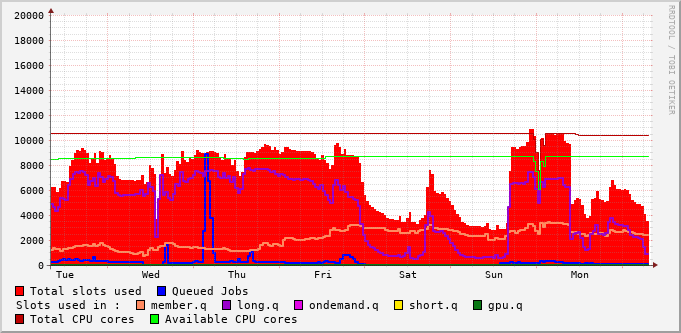 RRDTOOL / TOBI OETIKER
20000
18000
16000
14000
12000
10000
8000
6000
4000
2000
0
Tue Wed Thu Fri Sat Sun Mon
Total slots used Queued Jobs
Slots used in : member.q long.q ondemand.q short.q gpu.q
Total CPU cores Available CPU cores